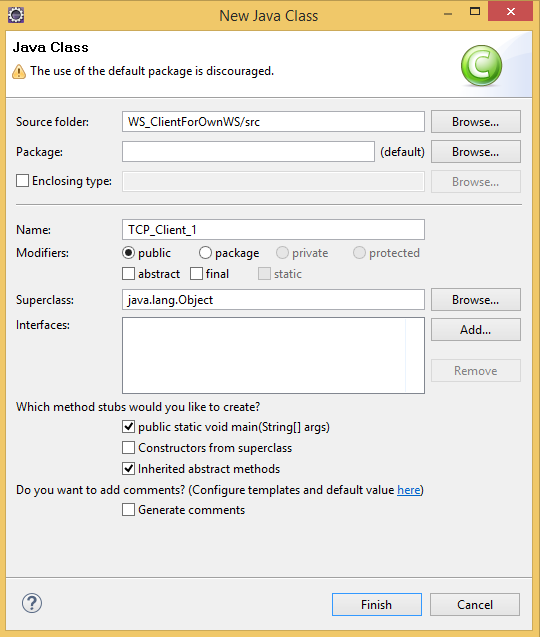 New Java Class
Java Class
The use of the default package is discouraged.
C
Source folder: WS_ClientForOwnWS/src Browse...
Package: (default) Browse...
Enclosing type: Browse...
Name: TCP_Client_1
Modifiers: public package private protected
abstract final static
Superclass: java.lang.Object Browse...
Interfaces: Add...
Remove
Which method stubs would you like to create?
public static void main(String[] args)
Constructors from superclass
Inherited abstract methods
Do you want to add comments? (Configure templates and default value here)
Generate comments
? Finish Cancel